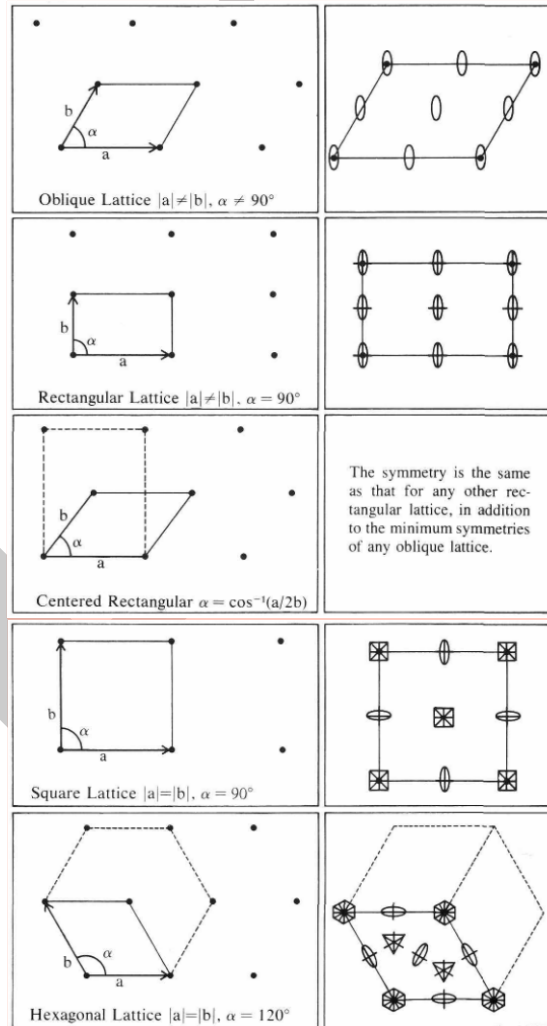 b
α
a
Oblique Lattice |a|≠|b|, α ≠ 90°
b
α
a
Rectangular Lattice |a|≠|b|, α = 90°
b
α
a
Centered Rectangular α = cos⁻¹(a/2b)
The symmetry is the same
as that for any other rec-
tangular lattice, in addition
to the minimum symmetries
of any oblique lattice.
b
α
a
Square Lattice |a|=|b|, α = 90°
b
α
a
Hexagonal Lattice |a|=|b|, α = 120°